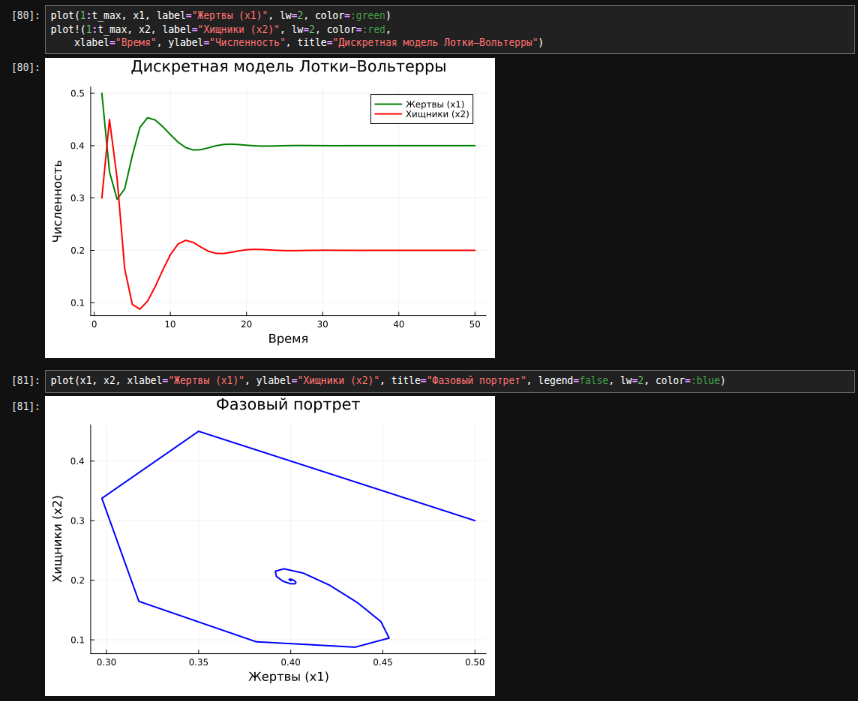 [80]: plot(1:t_max, x1, label="Жертвы (x1)", lw=2, color=:green)
plot!(1:t_max, x2, label="Хищники (x2)", lw=2, color=:red,
xlabel="Время", ylabel="Численность", title="Дискретная модель Лотки–Вольтерры")
[80]:
Дискретная модель Лотки–Вольтерры
Жертвы (x1)
Хищники (x2)
Численность
0.5
0.4
0.3
0.2
0.1
0 10 20 30 40 50
Время
[81]: plot(x1, x2, xlabel="Жертвы (x1)", ylabel="Хищники (x2)", title="Фазовый портрет", legend=false, lw=2, color=:blue)
[81]:
Фазовый портрет
Хищники (x2)
0.4
0.3
0.2
0.1
0.30 0.35 0.40 0.45 0.50
Жертвы (x1)